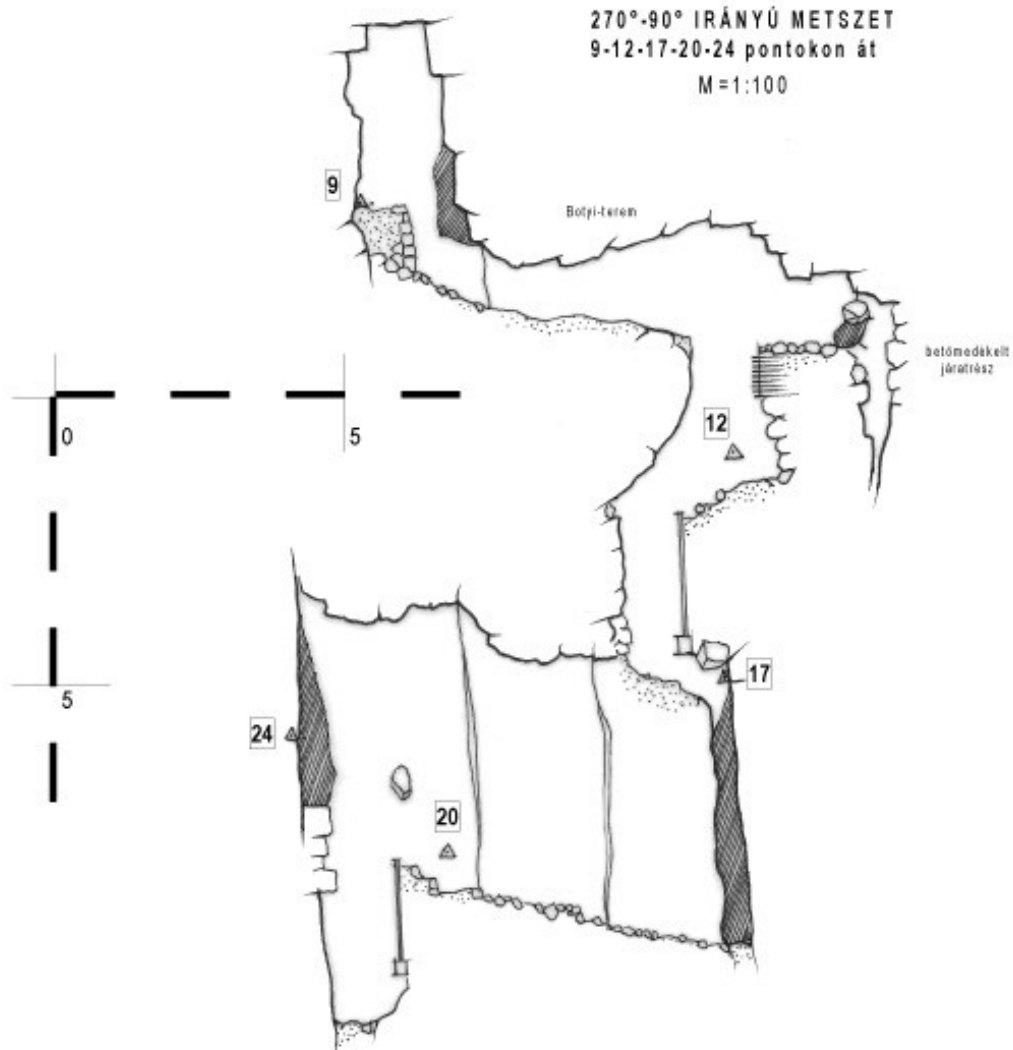 270°-90° IRÁNYÚ METSZET
9-12-17-20-24 pontokon át
M=1:100
9
Botyi-terem
betömedékelt
járatrész
0
5
12
5
17
24
20